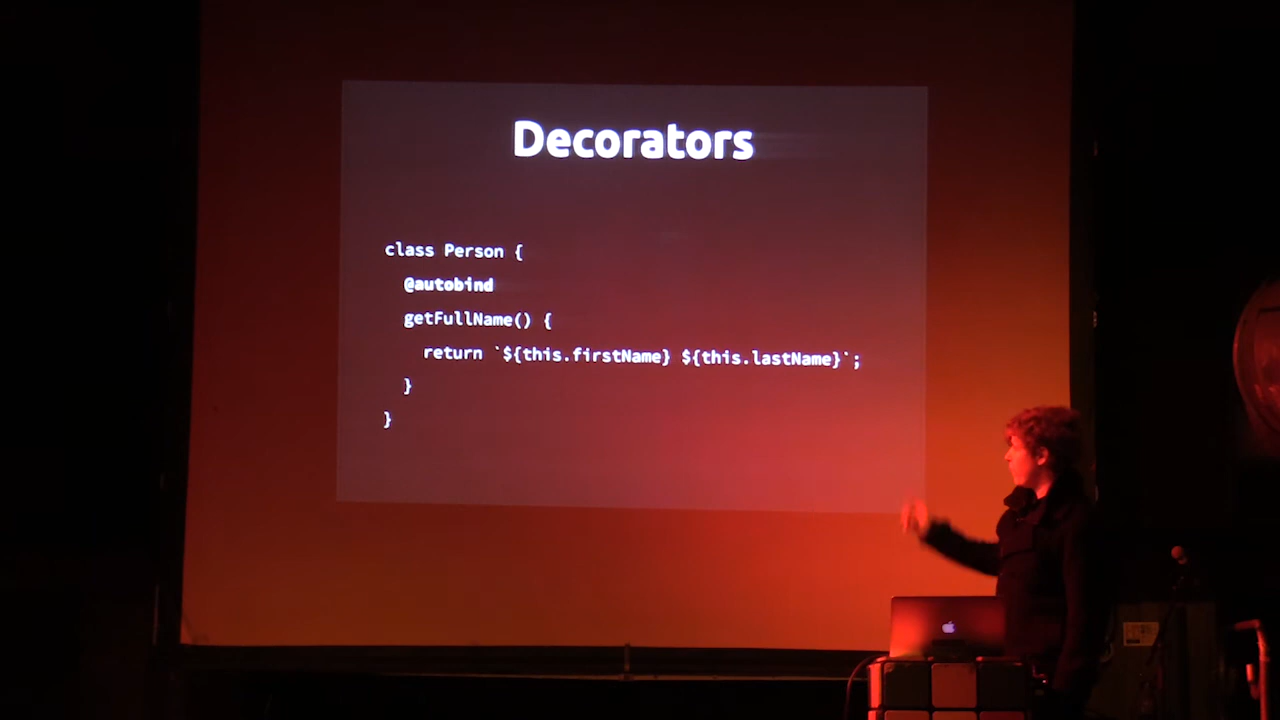 Decorators
class Person {
@autobind
getFullName() {
return `${this.firstName} ${this.lastName}`;
}
}